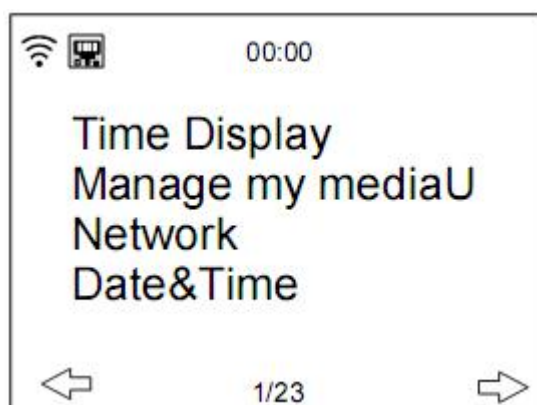 00:00
Time Display
Manage my mediaU
Network
Date&Time
1/23